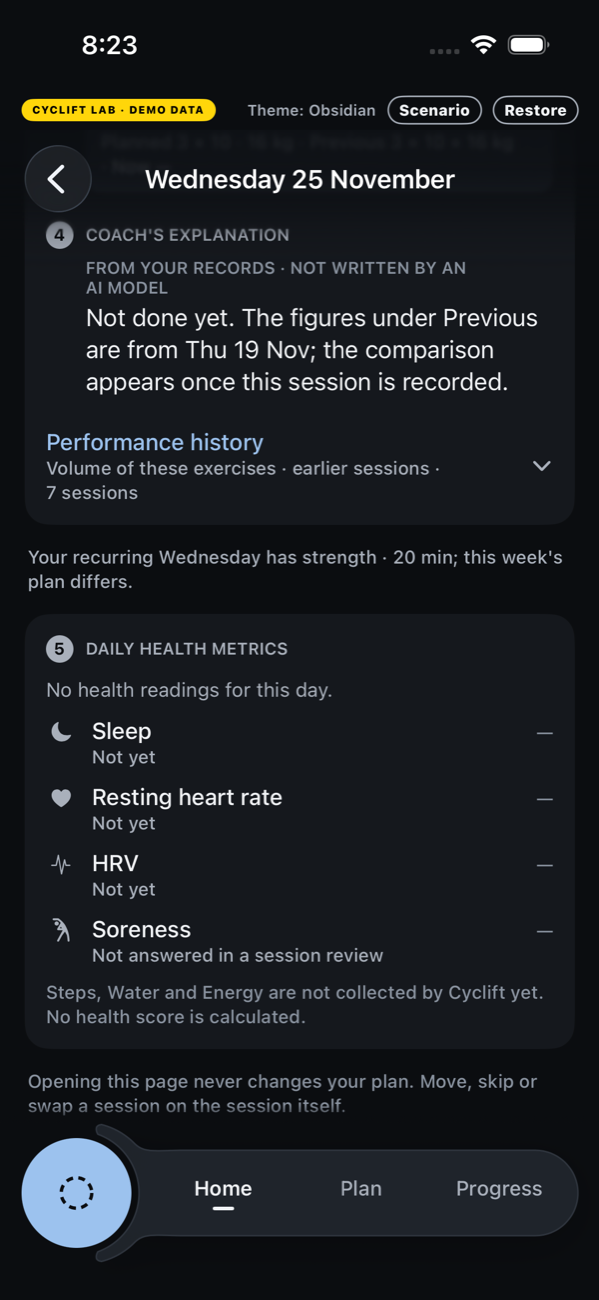 8:23
CYCLIFT LAB · DEMO DATA
Theme: Obsidian
Scenario
Restore
Wednesday 25 November
4 COACH'S EXPLANATION
FROM YOUR RECORDS · NOT WRITTEN BY AN
AI MODEL
Not done yet. The figures under Previous
are from Thu 19 Nov; the comparison
appears once this session is recorded.
Performance history
Volume of these exercises · earlier sessions ·
7 sessions
Your recurring Wednesday has strength · 20 min; this week's
plan differs.
5 DAILY HEALTH METRICS
No health readings for this day.
Sleep —
Not yet
Resting heart rate —
Not yet
HRV —
Not yet
Soreness —
Not answered in a session review
Steps, Water and Energy are not collected by Cyclift yet.
No health score is calculated.
Opening this page never changes your plan. Move, skip or
swap a session on the session itself.
Home
Plan
Progress